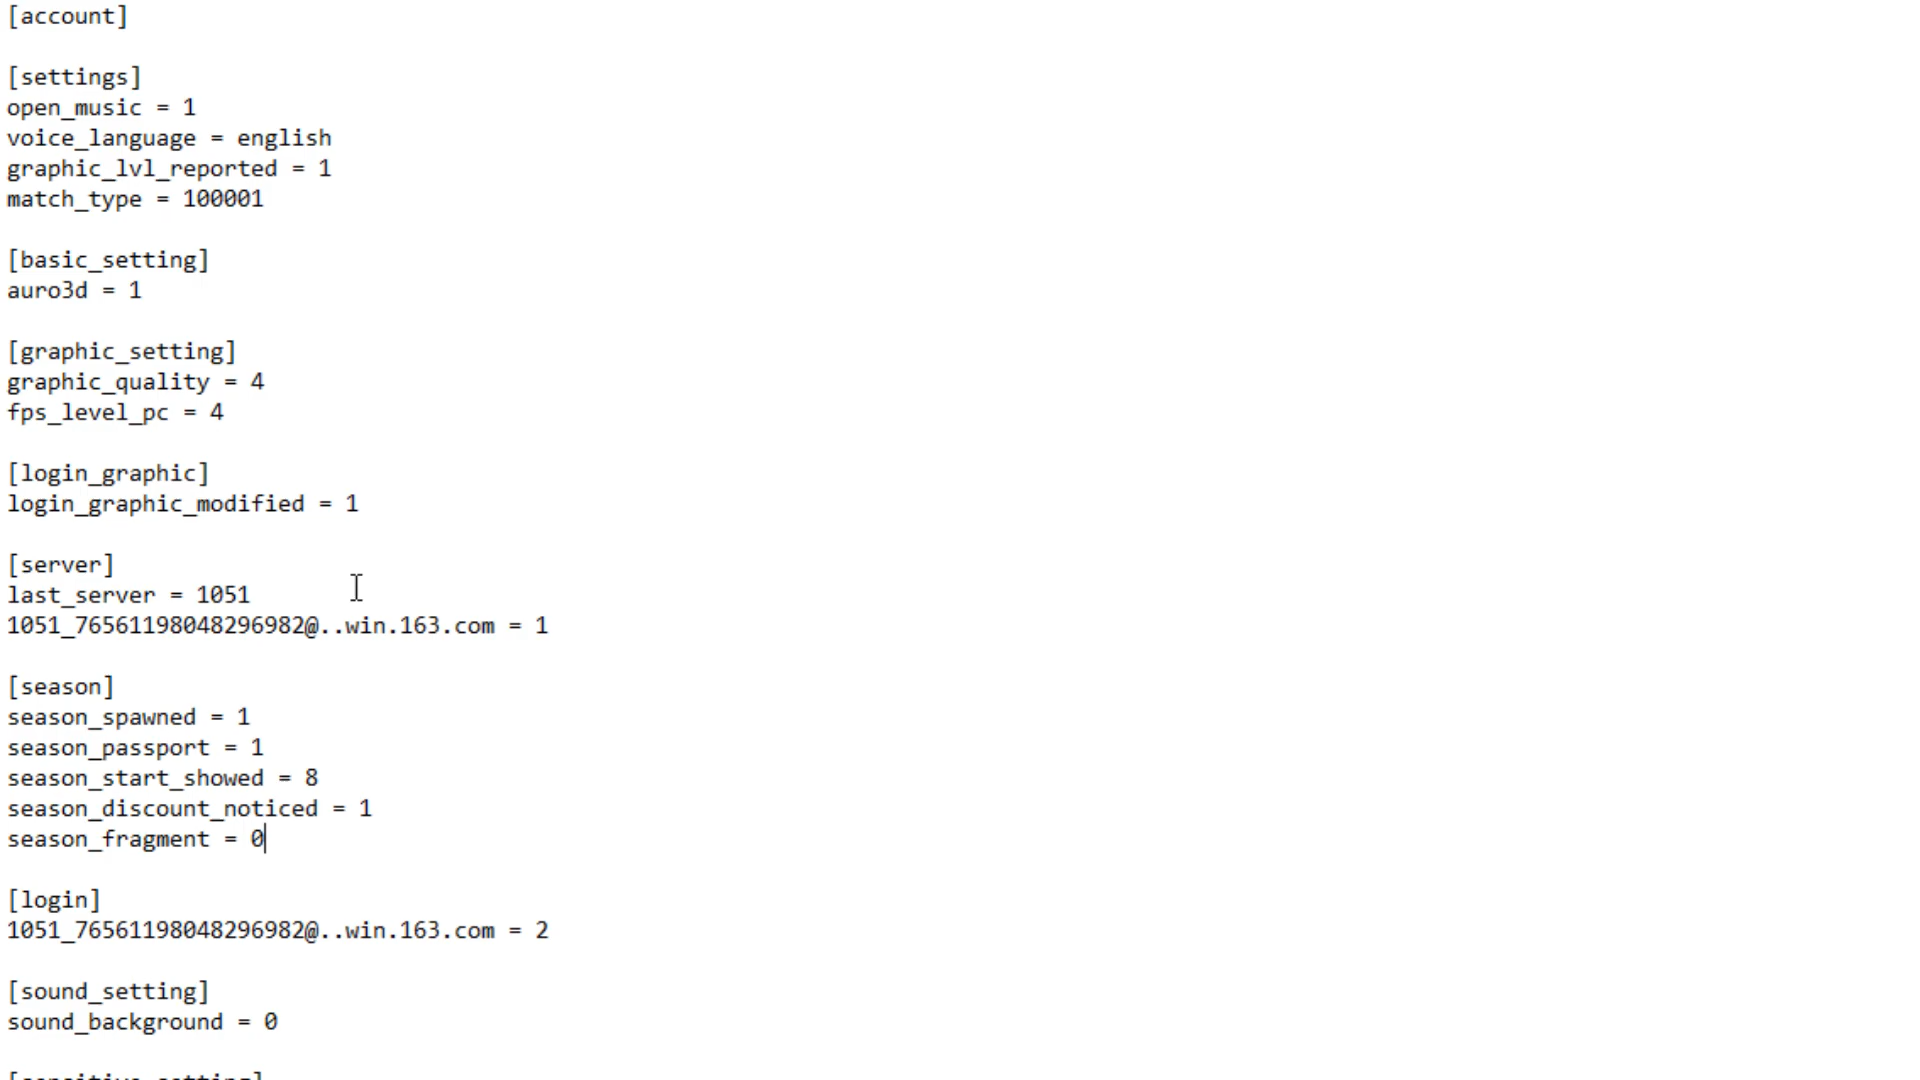 [account]
[settings]
open_music = 1
voice_language = english
graphic_lvl_reported = 1
match_type = 100001
[basic_setting]
auro3d = 1
[graphic_setting]
graphic_quality = 4
fps_level_pc = 4
[login_graphic]
login_graphic_modified = 1
[server]
last_server = 1051
1051_76561198048296982@..win.163.com = 1
[season]
season_spawned = 1
season_passport = 1
season_start_showed = 8
season_discount_noticed = 1
season_fragment = 0
[login]
1051_76561198048296982@..win.163.com = 2
[sound_setting]
sound_background = 0
[sensitive_setting]